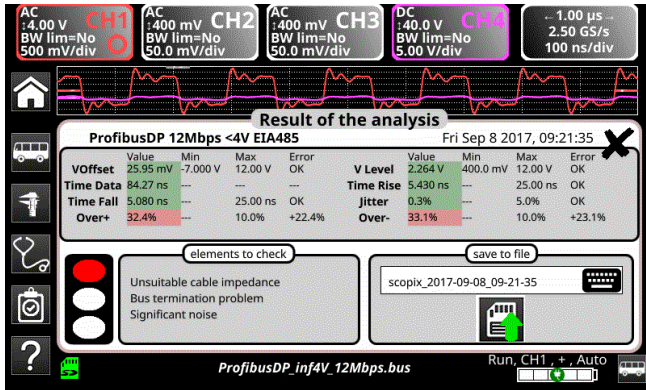 AC
↕4.00 V CH1
BW lim=No
500 mV/div
AC
↕400 mV CH2
BW lim=No
50.0 mV/div
AC
↕400 mV CH3
BW lim=No
50.0 mV/div
DC
↕40.0 V CH4
BW lim=No
5.00 V/div
←1.00 µs→
2.50 GS/s
100 ns/div
Result of the analysis
ProfibusDP 12Mbps <4V EIA485 Fri Sep 8 2017, 09:21:35
Value Min Max Error Value Min Max Error
VOffset 25.95 mV -7.000 V 12.00 V OK V Level 2.264 V 400.0 mV 12.00 V OK
Time Data 84.27 ns --- --- --- Time Rise 5.430 ns --- 25.00 ns OK
Time Fall 5.080 ns --- 25.00 ns OK Jitter 0.3% --- 5.0% OK
Over+ 32.4% --- 10.0% +22.4% Over- 33.1% --- 10.0% +23.1%
elements to check
Unsuitable cable impedance
Bus termination problem
Significant noise
save to file
scopix_2017-09-08_09-21-35
?
ProfibusDP_inf4V_12Mbps.bus
Run, CH1 , + , Auto